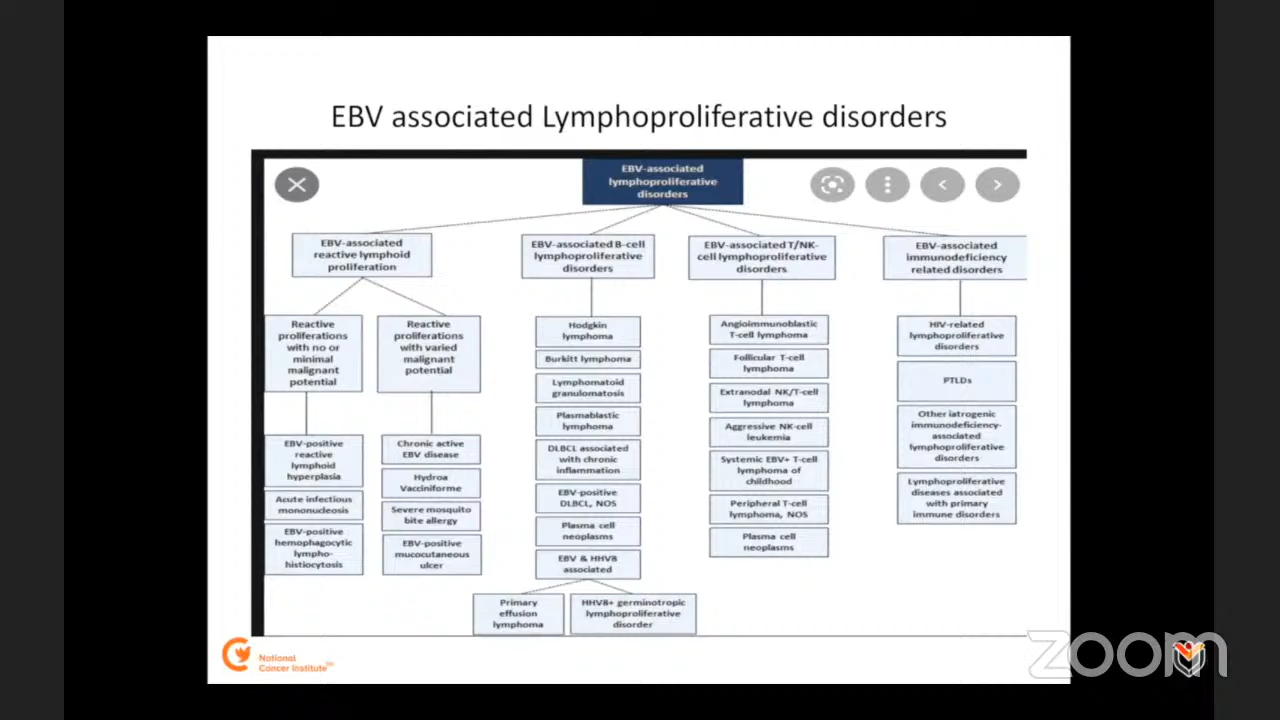 EBV associated Lymphoproliferative disorders
EBV-associated
lymphoproliferative
disorders
EBV-associated
reactive lymphoid
proliferation
EBV-associated B-cell
lymphoproliferative
disorders
EBV-associated T/NK-
cell lymphoproliferative
disorders
EBV-associated
immunodeficiency
related disorders
Reactive
proliferations
with no or
minimal
malignant
potential
Reactive
proliferations
with varied
malignant
potential
EBV-positive
reactive
lymphoid
hyperplasia
Acute infectious
mononucleosis
EBV-positive
hemophagocytic
lympho-
histiocytosis
Chronic active
EBV disease
Hydroa
Vacciniforme
Severe mosquito
bite allergy
EBV-positive
mucocutaneous
ulcer
Hodgkin
lymphoma
Burkitt lymphoma
Lymphomatoid
granulomatosis
Plasmablastic
lymphoma
DLBCL associated
with chronic
inflammation
EBV-positive
DLBCL, NOS
Plasma cell
neoplasms
EBV & HHV8
associated
Primary
effusion
lymphoma
HHV8+ germinotropic
lymphoproliferative
disorder
Angioimmunoblastic
T-cell lymphoma
Follicular T-cell
lymphoma
Extranodal NK/T-cell
lymphoma
Aggressive NK-cell
leukemia
Systemic EBV+ T-cell
lymphoma of
childhood
Peripheral T-cell
lymphoma, NOS
Plasma cell
neoplasms
HIV-related
lymphoproliferative
disorders
PTLDs
Other iatrogenic
immunodeficiency-
associated
lymphoproliferative
disorders
Lymphoproliferative
diseases associated
with primary
immune disorders
National
Cancer Institute
zoom